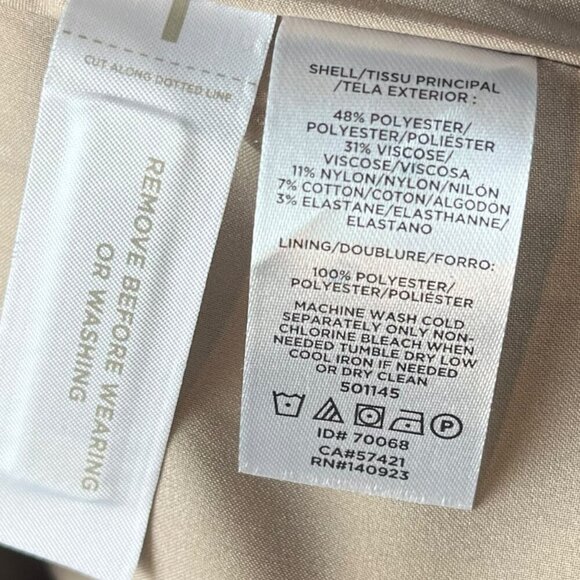 CUT ALONG DOTTED LINE
REMOVE BEFORE WEARING
OR WASHING
SHELL/TISSU PRINCIPAL
/TELA EXTERIOR :
48% POLYESTER/
POLYESTER/POLIÉSTER
31% VISCOSE/
VISCOSE/VISCOSA
11% NYLON/NYLON/NILÓN
7% COTTON/COTON/ALGODÓN
3% ELASTANE/ELASTHANNE/
ELASTANO
LINING/DOUBLURE/FORRO:
100% POLYESTER/
POLYESTER/POLIÉSTER
MACHINE WASH COLD
SEPARATELY ONLY NON-
CHLORINE BLEACH WHEN
NEEDED TUMBLE DRY LOW
COOL IRON IF NEEDED
OR DRY CLEAN
501145
P
ID# 70068
CA#57421
RN#140923